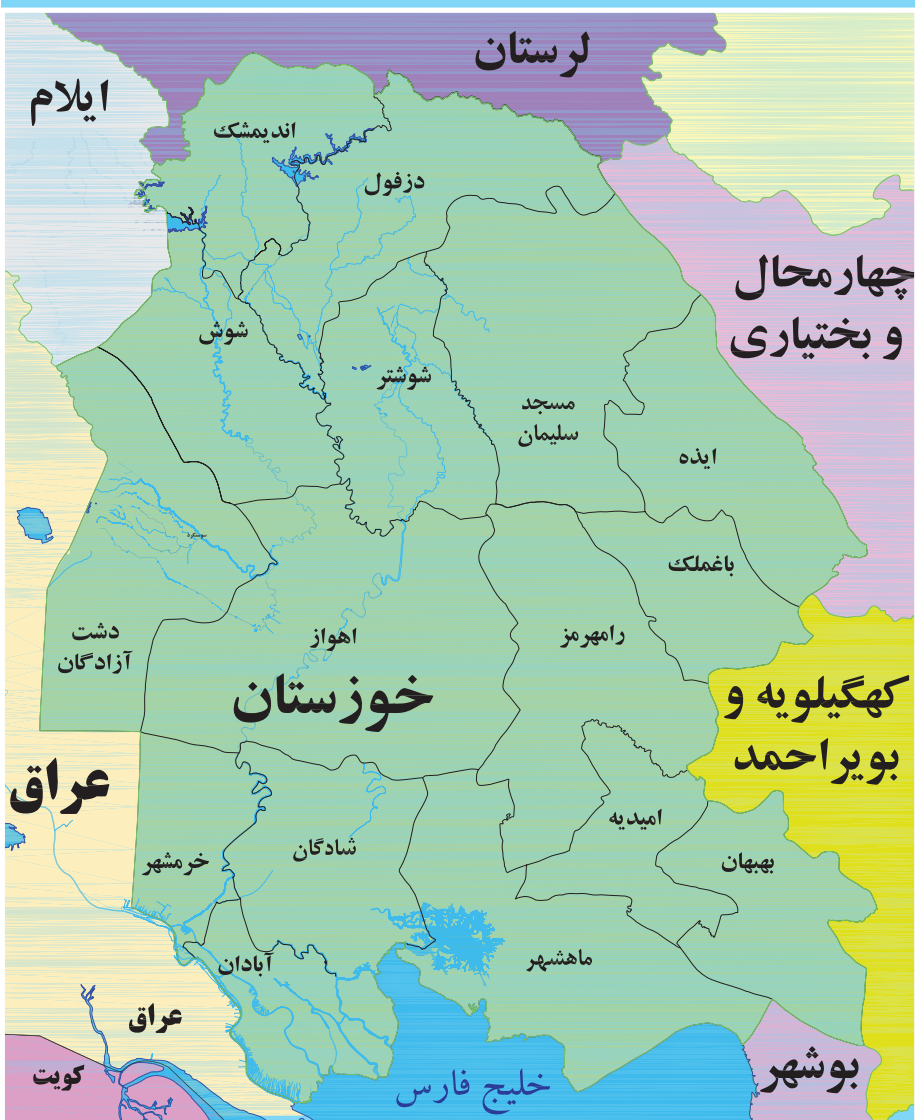 لرستان
ایلام
اندیمشک
دزفول
چهارمحال
و بختیاری
شوش
شوشتر
مسجد
سلیمان
ایذه
سوسنگرد
باغملک
دشت
آزادگان
اهواز
رامهرمز
خوزستان
کهگیلویه و
بویراحمد
عراق
امیدیه
شادگان
خرمشهر
بهبهان
آبادان
ماهشهر
عراق
کویت
خلیج فارس
بوشهر